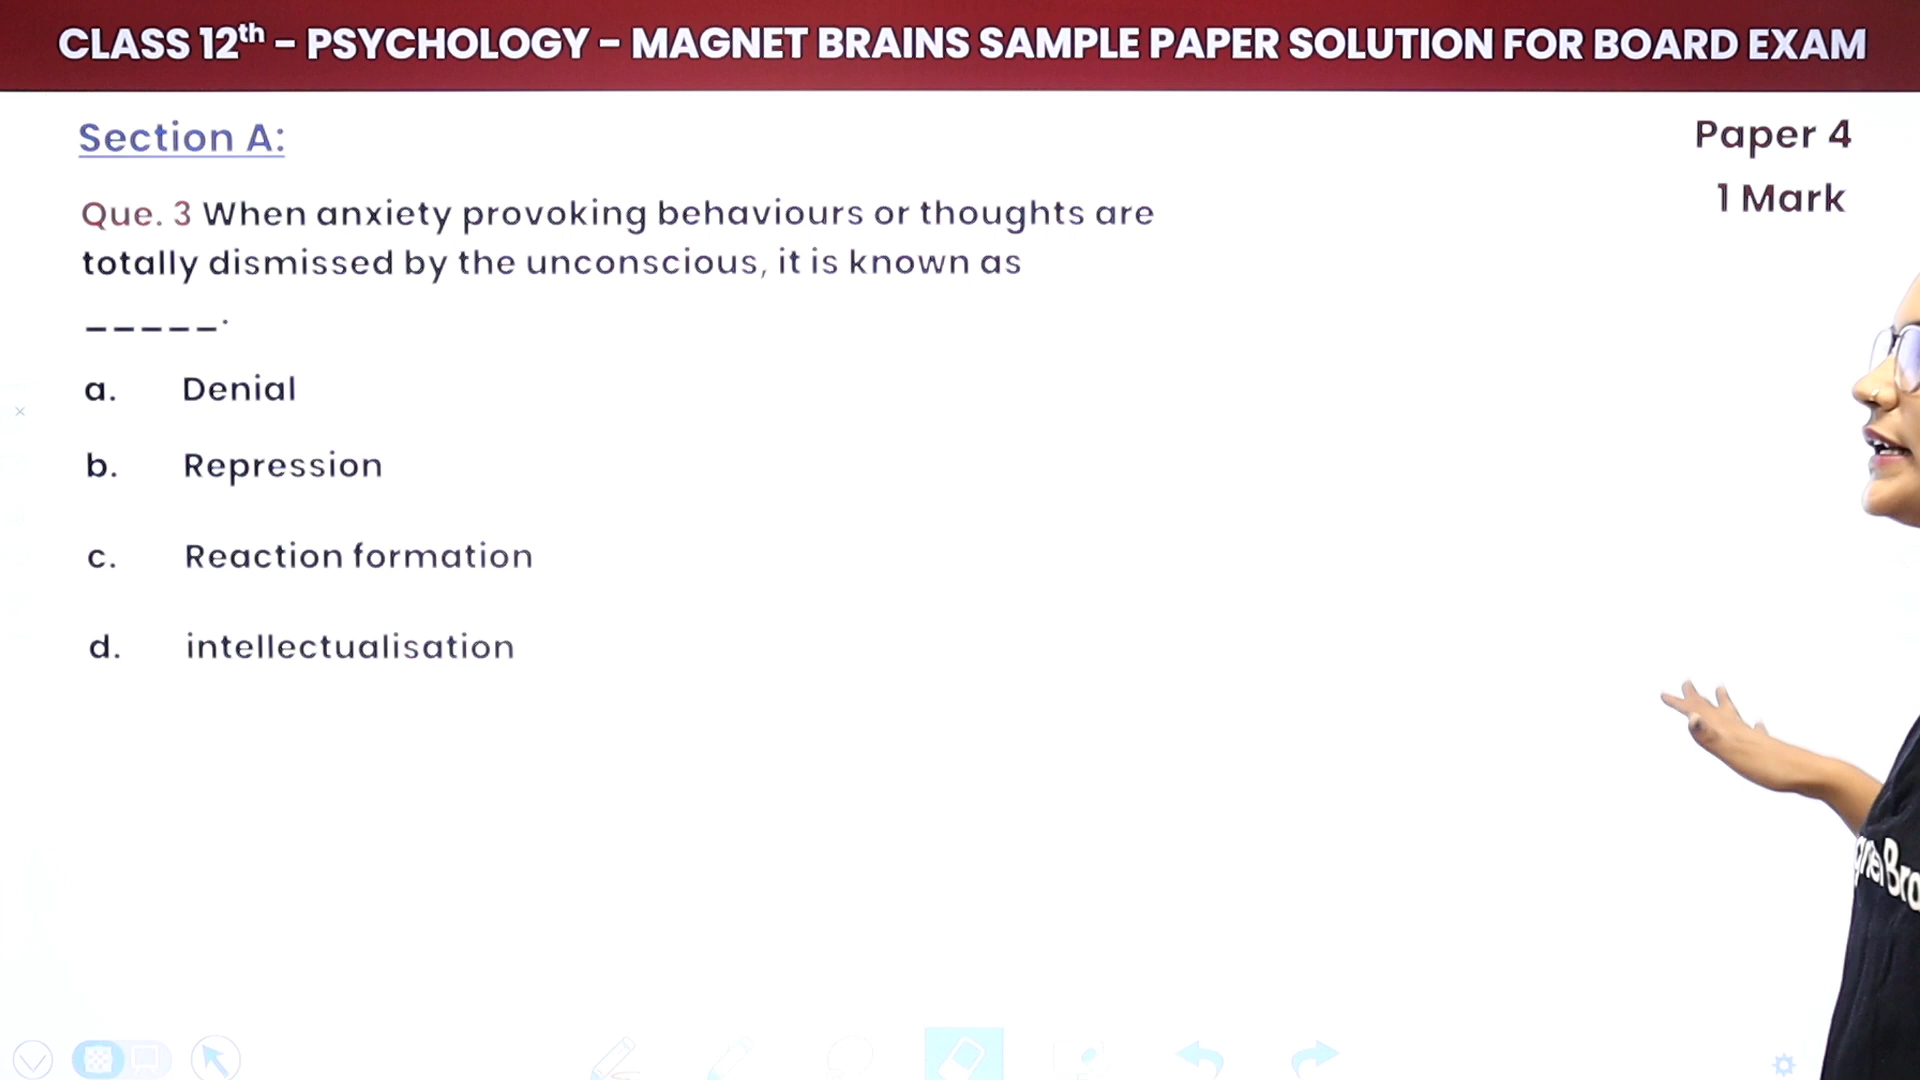 CLASS 12th – PSYCHOLOGY – MAGNET BRAINS SAMPLE PAPER SOLUTION FOR BOARD EXAM
Section A:
Paper 4
1 Mark
Que. 3 When anxiety provoking behaviours or thoughts are
totally dismissed by the unconscious, it is known as
_____.
a. Denial
b. Repression
c. Reaction formation
d. intellectualisation